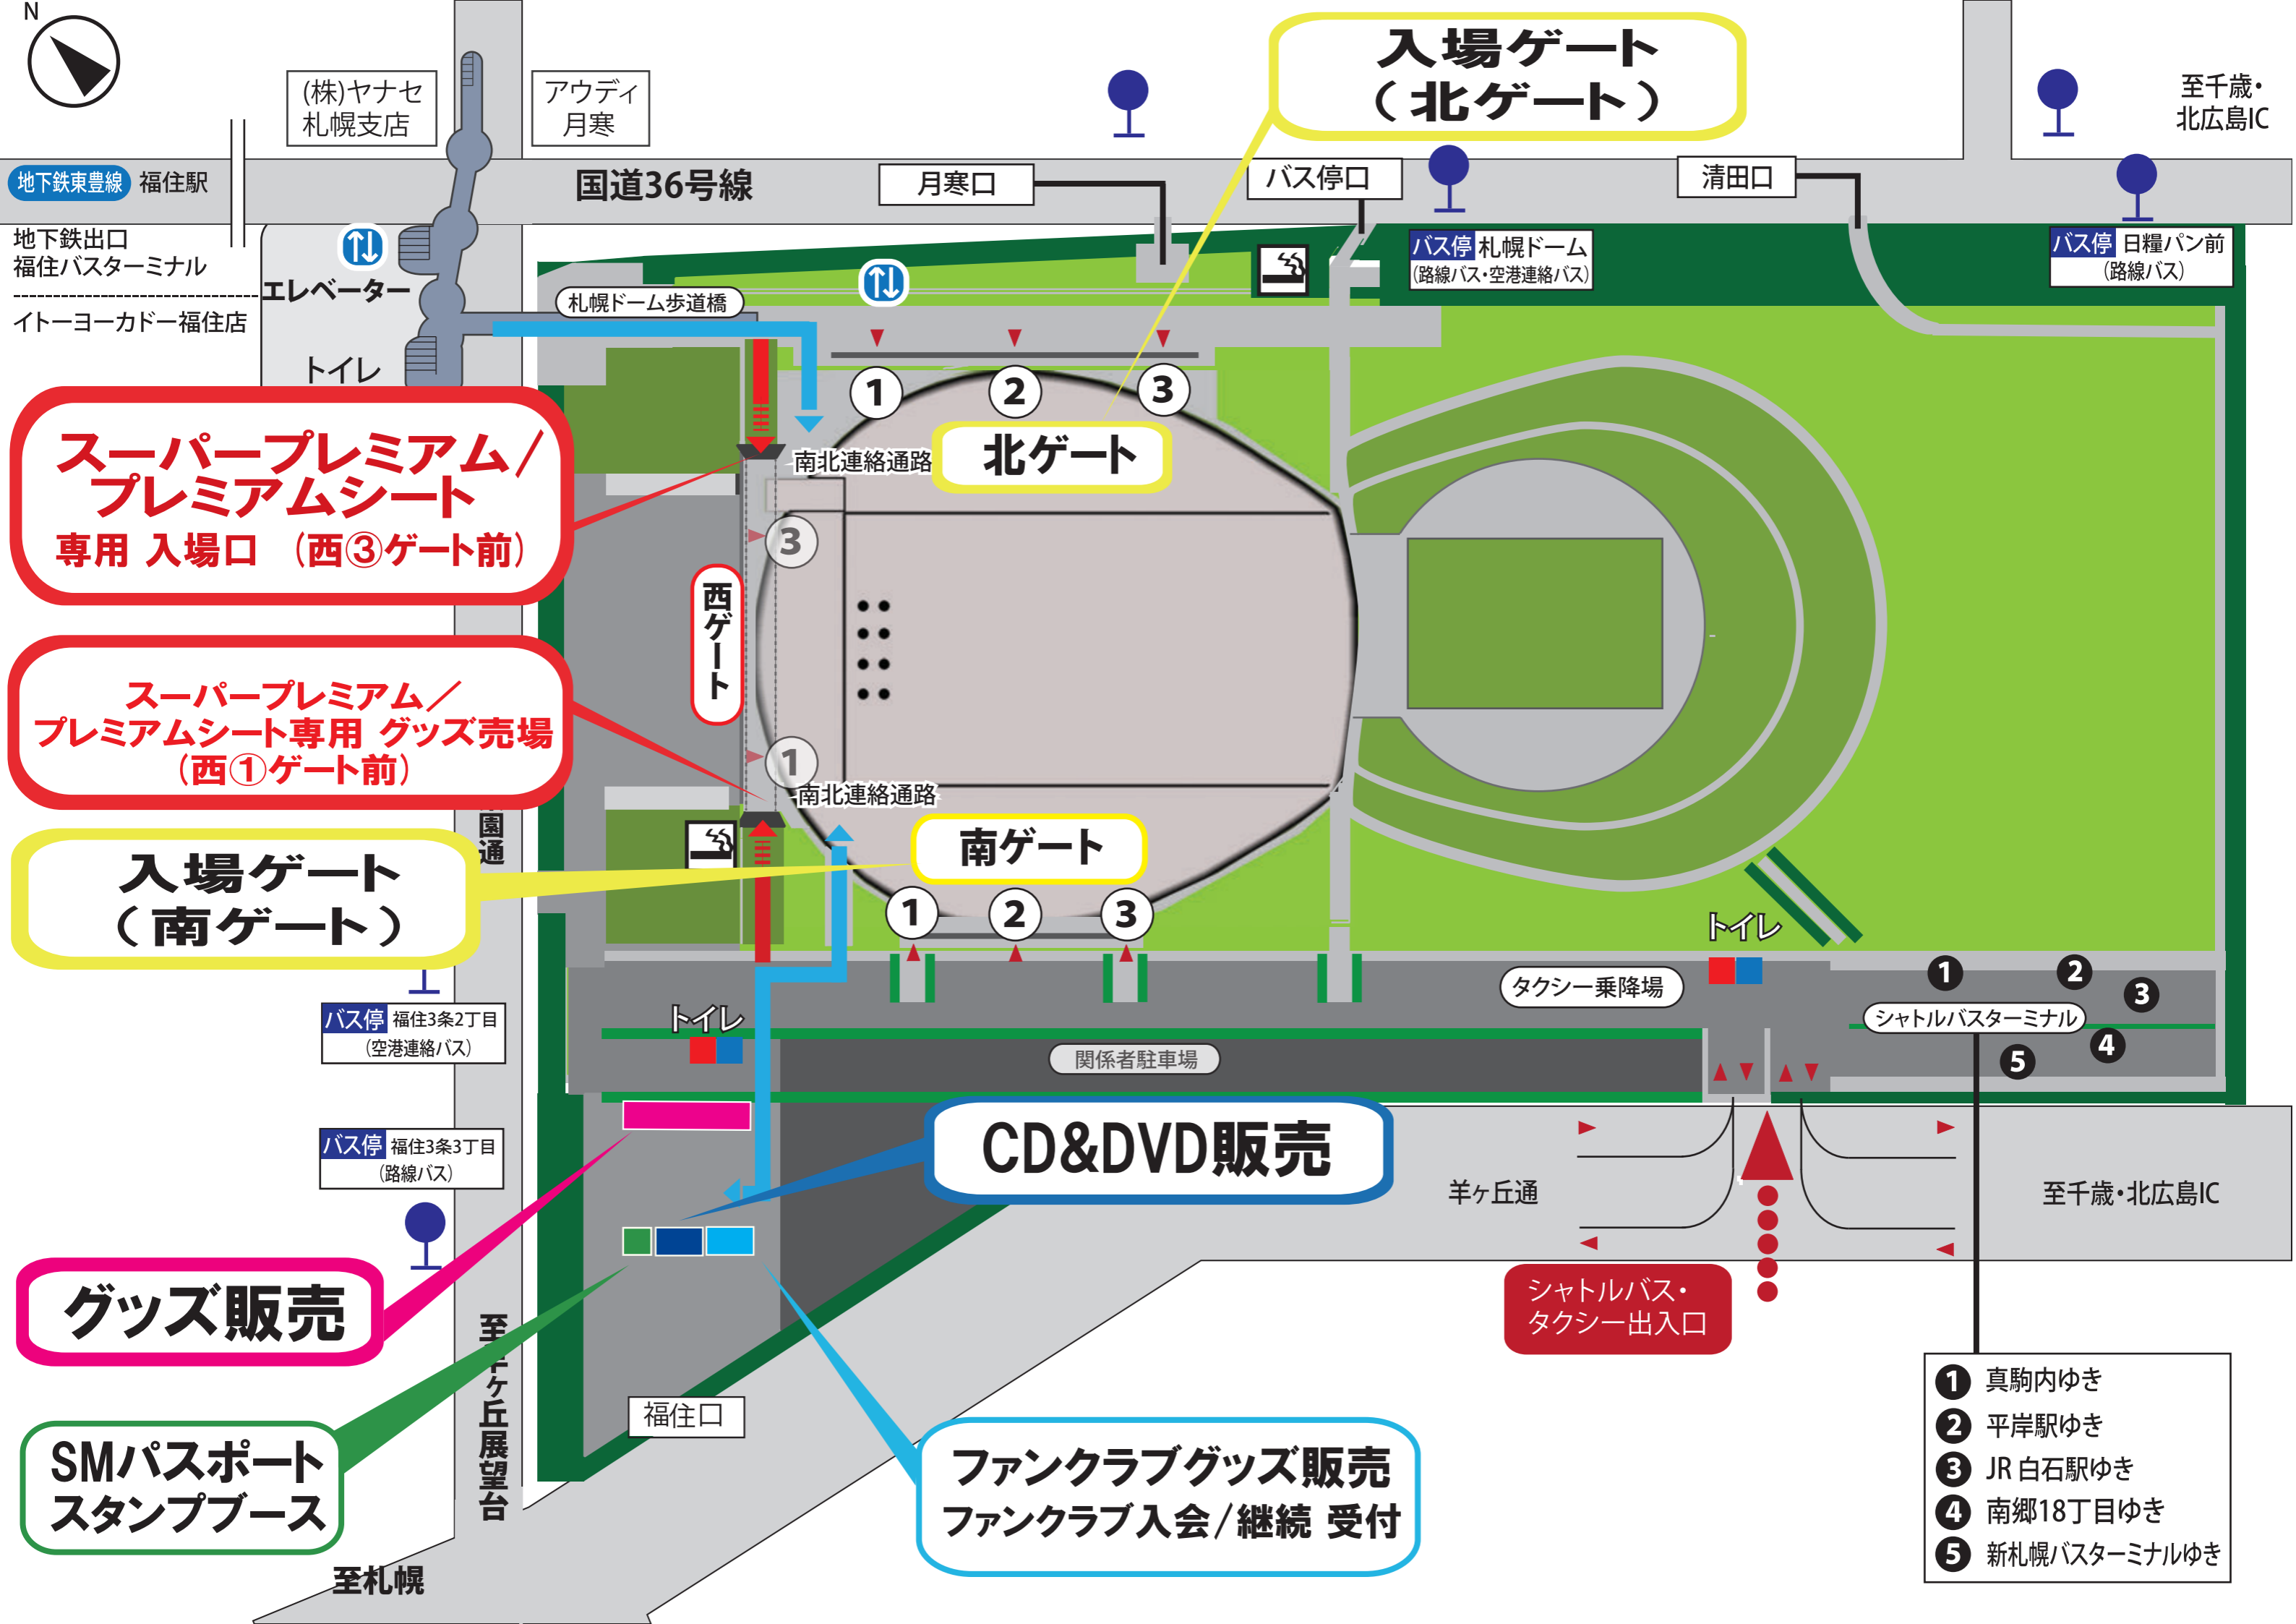 N
(株)ヤナセ
札幌支店
アウディ
月寒
入場ゲート
(北ゲート)
至千歳・
北広島IC
地下鉄東豊線 福住駅
国道36号線
月寒口
バス停口
清田口
地下鉄出口
福住バスターミナル
イトーヨーカドー福住店
エレベーター
トイレ
札幌ドーム歩道橋
バス停 札幌ドーム
(路線バス・空港連絡バス)
バス停 日糧パン前
(路線バス)
1
2
3
北ゲート
南北連絡通路
スーパープレミアム/
プレミアムシート
専用 入場口 (西③ゲート前)
3
西ゲート
スーパープレミアム/
プレミアムシート専用 グッズ売場
(西①ゲート前)
1
南北連絡通路
園通
入場ゲート
(南ゲート)
南ゲート
1
2
3
トイレ
トイレ
タクシー乗降場
シャトルバスターミナル
1
2
3
4
5
関係者駐車場
バス停 福住3条2丁目
(空港連絡バス)
バス停 福住3条3丁目
(路線バス)
CD&DVD販売
羊ヶ丘通
至千歳・北広島IC
グッズ販売
シャトルバス・
タクシー出入口
至羊ヶ丘展望台
福住口
SMパスポート
スタンプブース
ファンクラブグッズ販売
ファンクラブ入会/継続 受付
至札幌
1 真駒内ゆき
2 平岸駅ゆき
3 JR白石駅ゆき
4 南郷18丁目ゆき
5 新札幌バスターミナルゆき